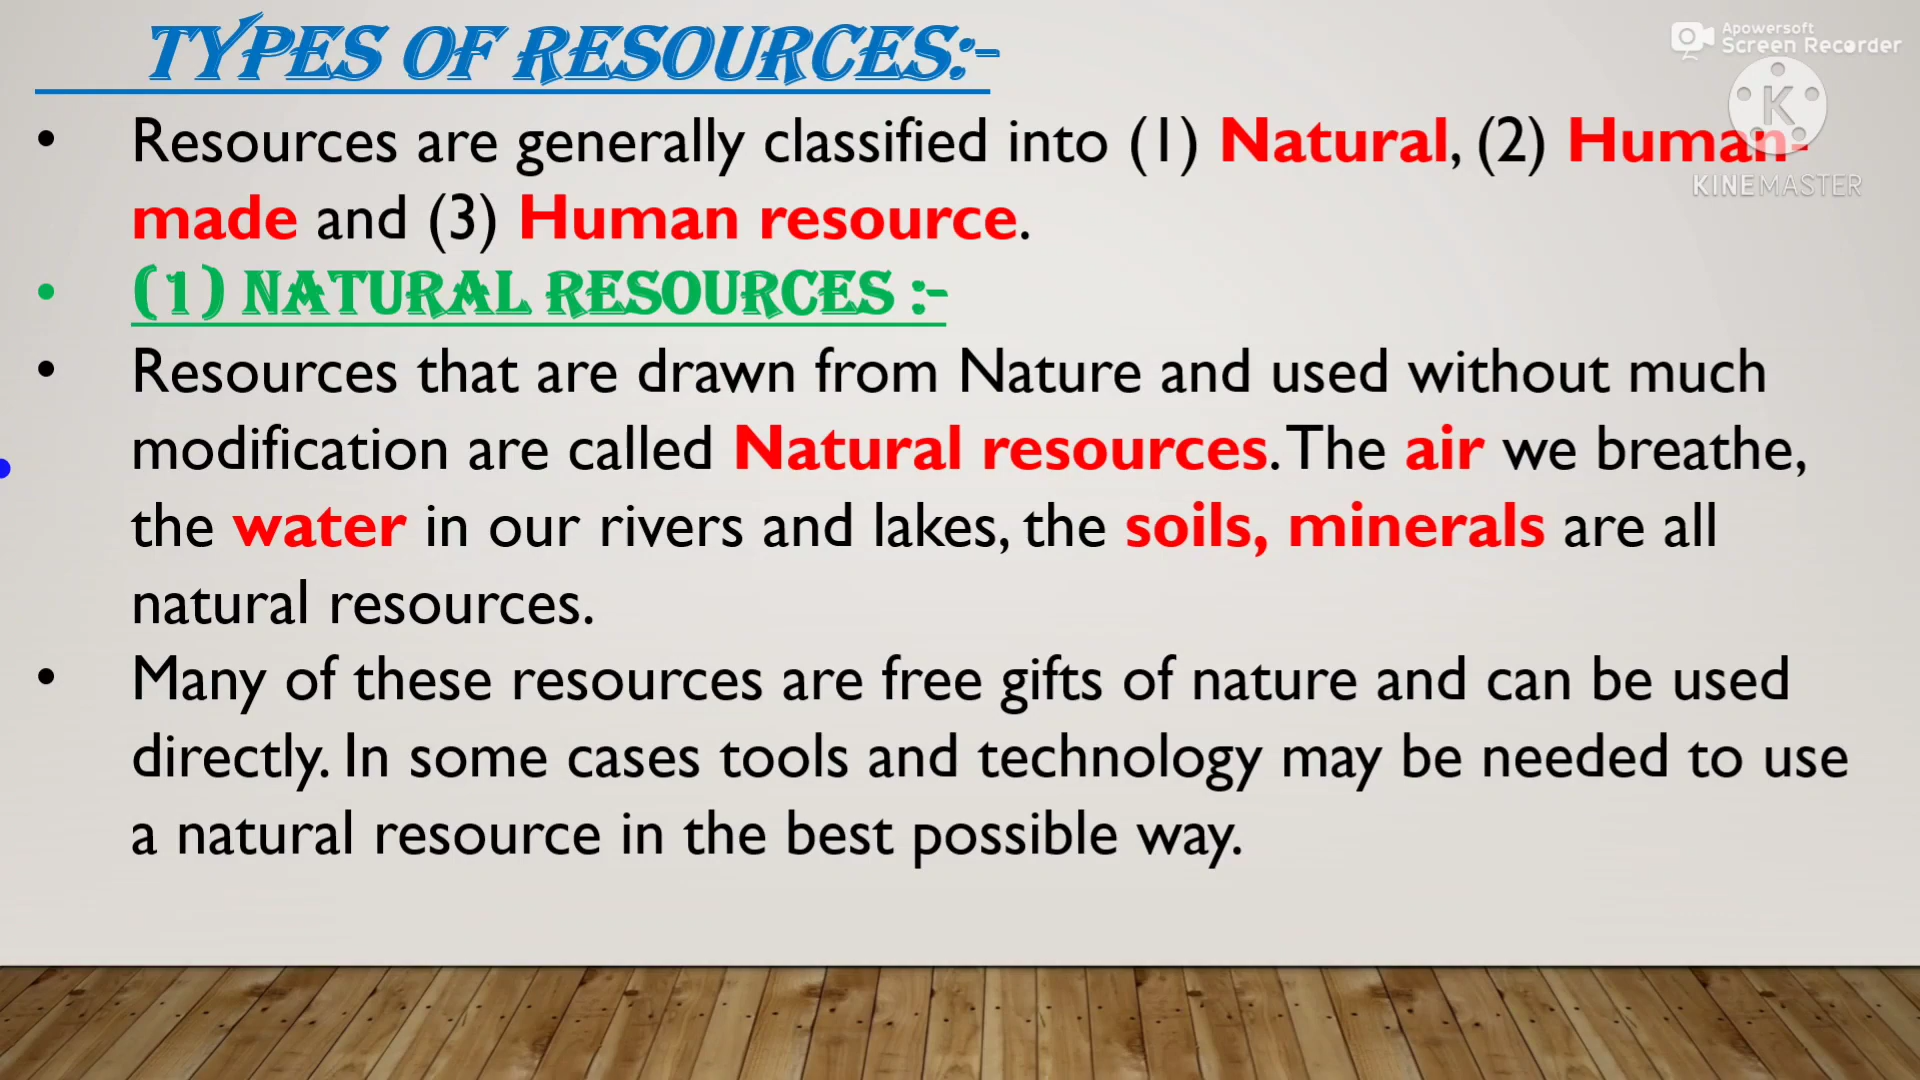 TYPES OF RESOURCES:-
Apowersoft
Screen Recorder
K
KINEMASTER
• Resources are generally classified into (1) Natural, (2) Human-
made and (3) Human resource.
• (1) NATURAL RESOURCES :-
• Resources that are drawn from Nature and used without much
modification are called Natural resources. The air we breathe,
the water in our rivers and lakes, the soils, minerals are all
natural resources.
• Many of these resources are free gifts of nature and can be used
directly. In some cases tools and technology may be needed to use
a natural resource in the best possible way.